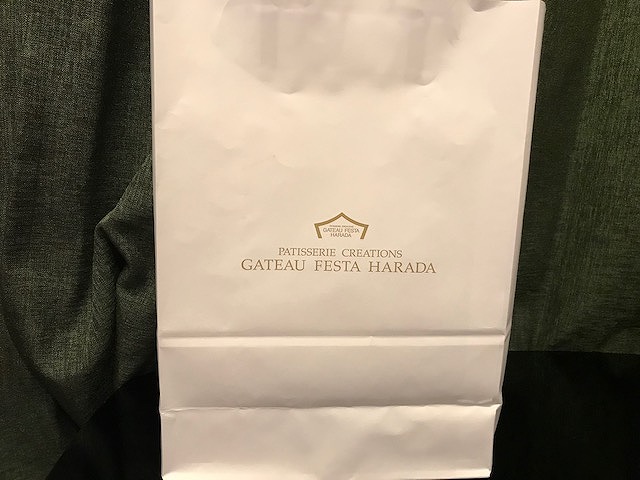 GATEAU FESTA
HARADA
PATISSERIE CREATIONS
GATEAU FESTA HARADA